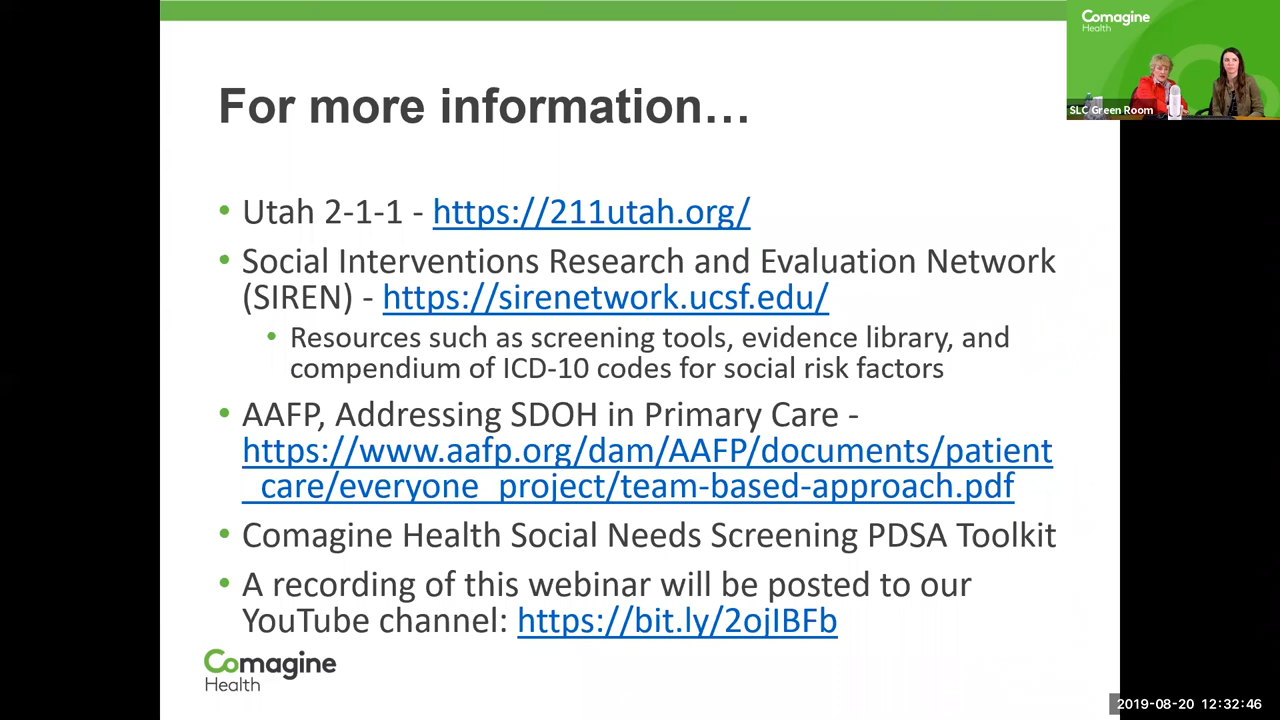 Comagine
Health
SLC Green Room
For more information…
• Utah 2-1-1 - https://211utah.org/
• Social Interventions Research and Evaluation Network
(SIREN) - https://sirenetwork.ucsf.edu/
• Resources such as screening tools, evidence library, and
compendium of ICD-10 codes for social risk factors
• AAFP, Addressing SDOH in Primary Care -
https://www.aafp.org/dam/AAFP/documents/patient
_care/everyone_project/team-based-approach.pdf
• Comagine Health Social Needs Screening PDSA Toolkit
• A recording of this webinar will be posted to our
YouTube channel: https://bit.ly/2ojIBFb
Comagine
Health
2019-08-20 12:32:46